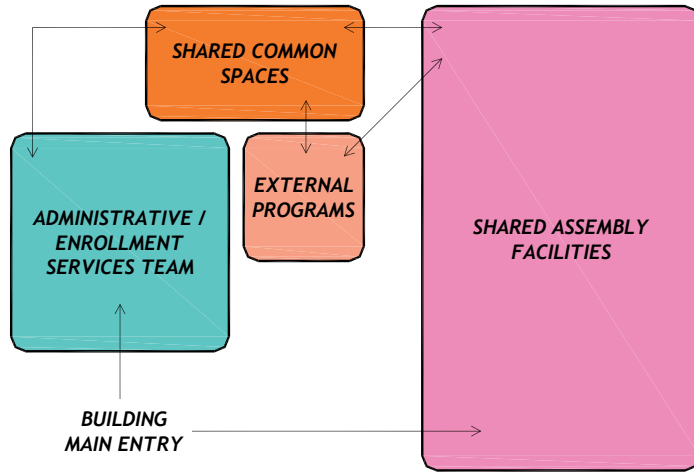 SHARED COMMON
SPACES
EXTERNAL
PROGRAMS
ADMINISTRATIVE /
ENROLLMENT
SERVICES TEAM
SHARED ASSEMBLY
FACILITIES
BUILDING
MAIN ENTRY